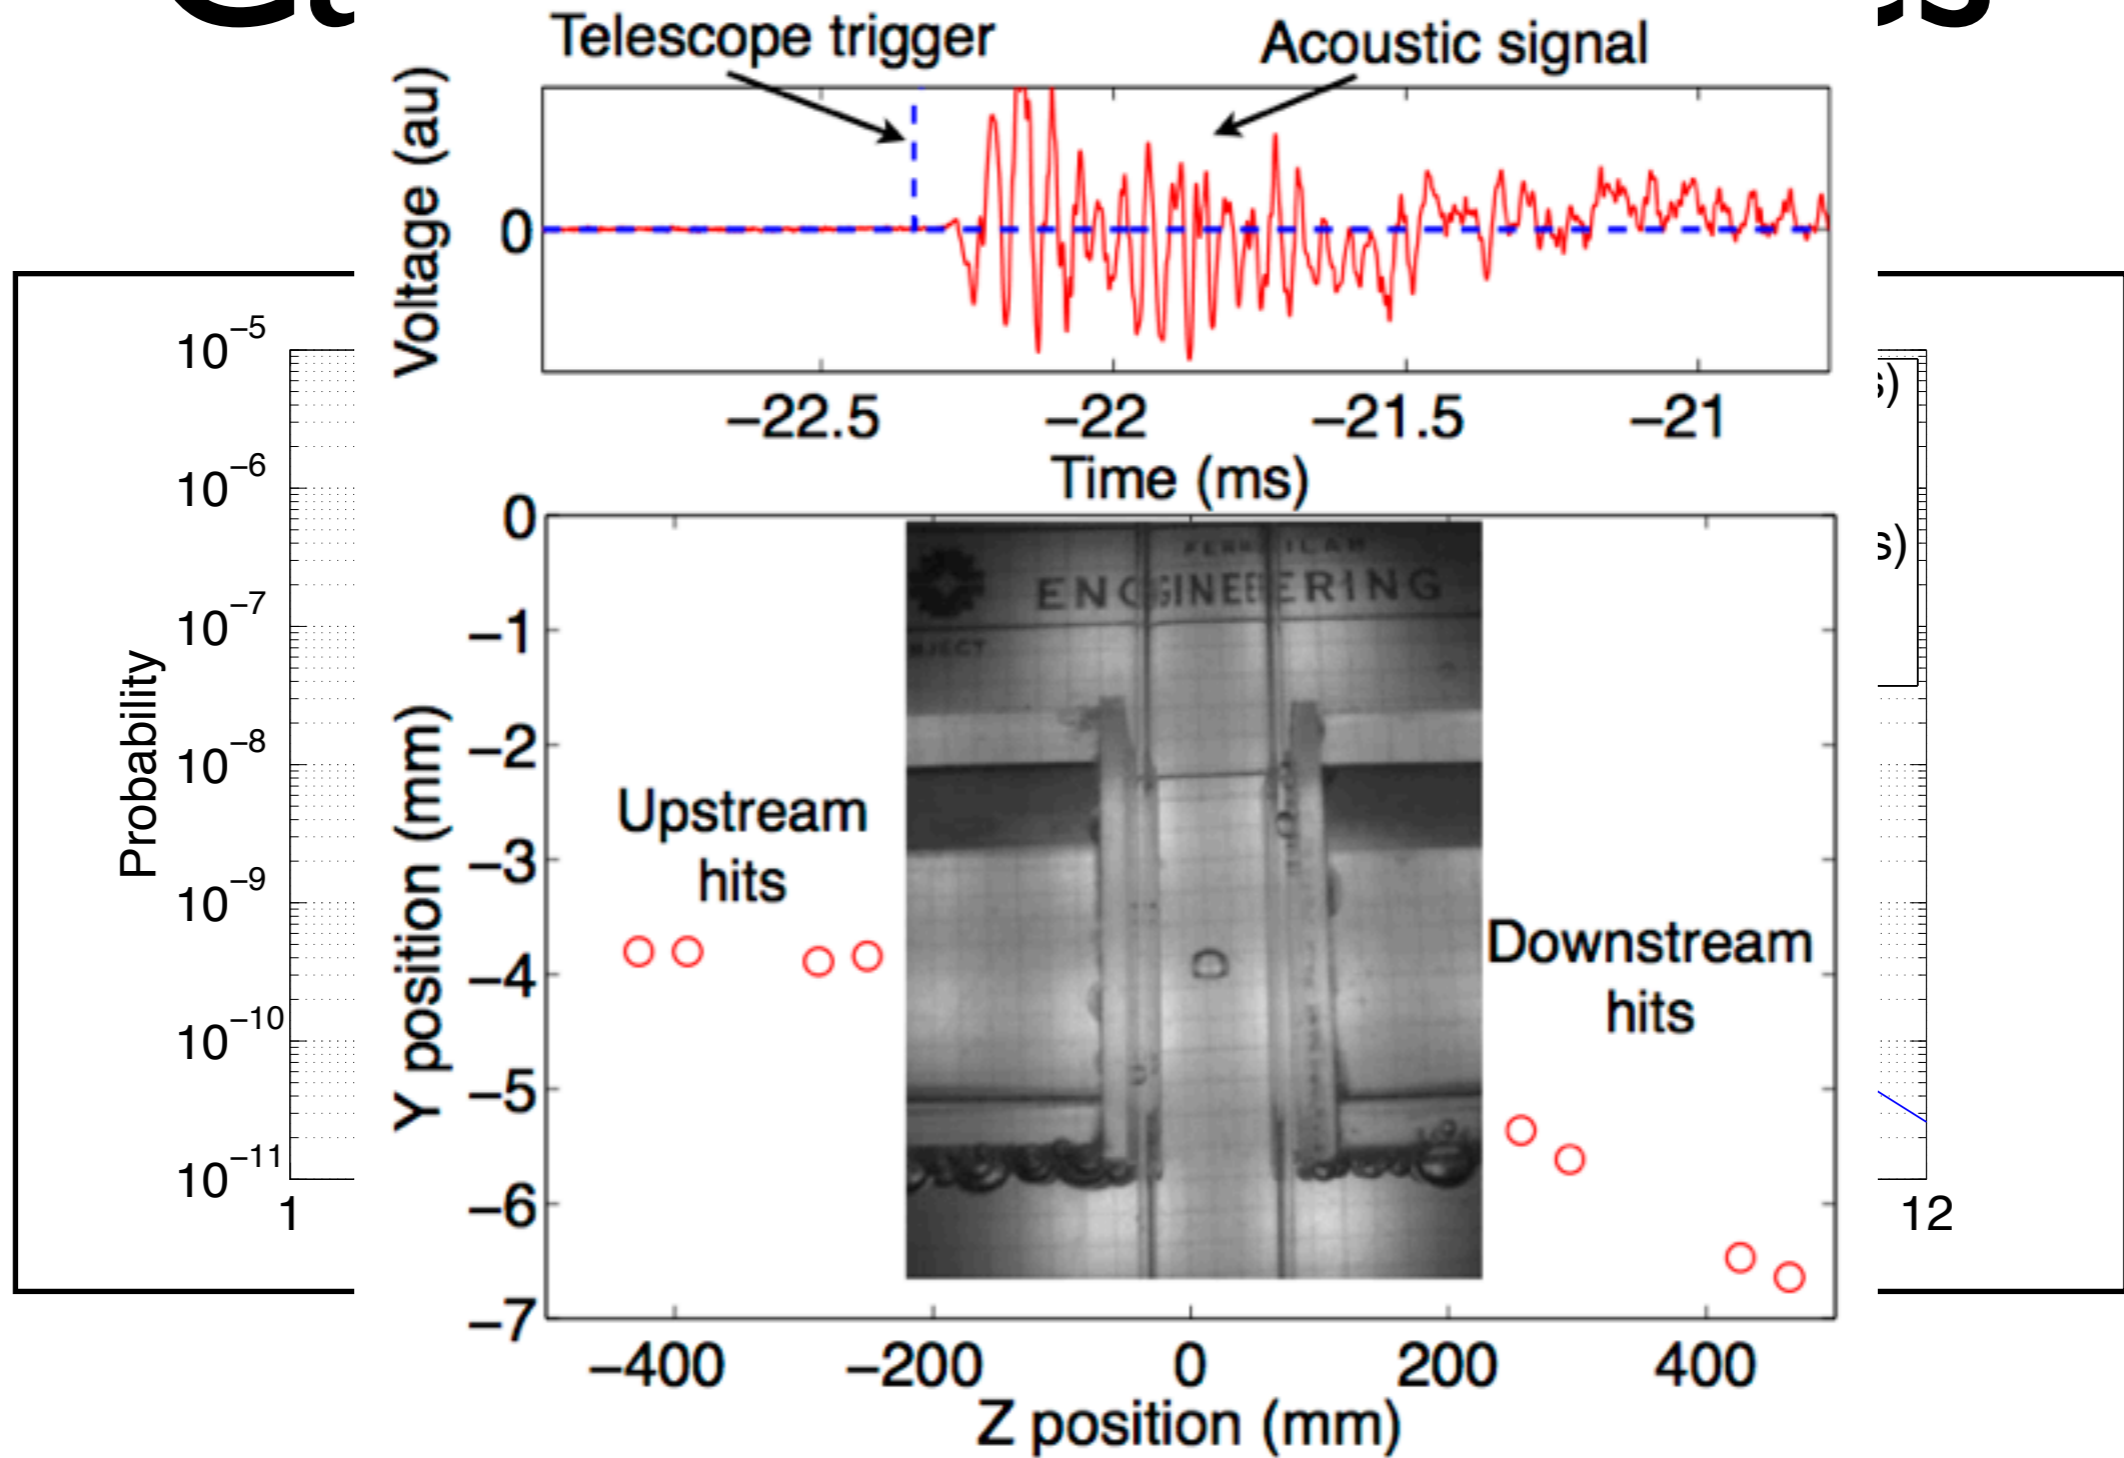 Telescope trigger
Acoustic signal
Voltage (au)
0
−22.5
−22
−21.5
−21
Time (ms)
10−5
10−6
10−7
10−8
10−9
10−10
10−11
Probability
1
12
s)
s)
0
−1
−2
−3
−4
−5
−6
−7
Y position (mm)
ENGGINEEERING
Upstream
hits
Downstream
hits
−400
−200
0
200
400
Z position (mm)